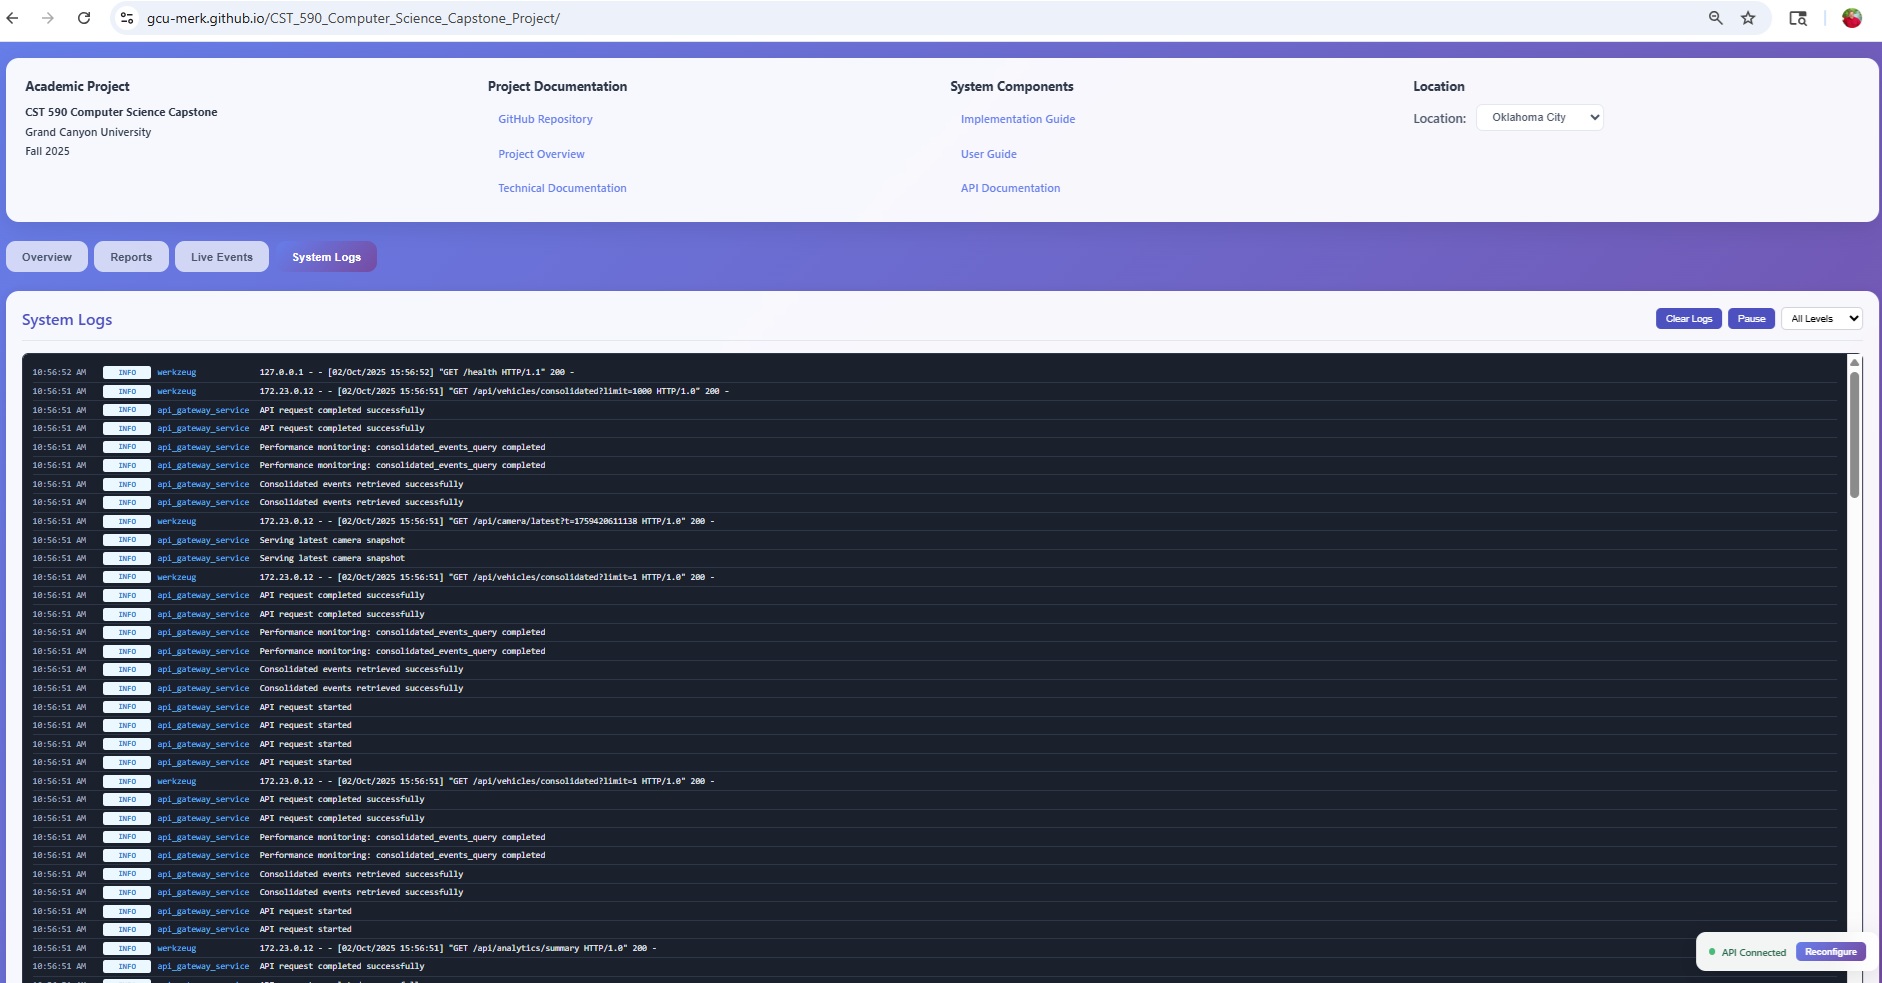 gcu-merk.github.io/CST_590_Computer_Science_Capstone_Project/
Academic Project
CST 590 Computer Science Capstone
Grand Canyon University
Fall 2025
Project Documentation
GitHub Repository
Project Overview
Technical Documentation
System Components
Implementation Guide
User Guide
API Documentation
Location
Location: Oklahoma City
Overview Reports Live Events System Logs
System Logs
Clear Logs Pause All Levels
10:56:52 AM INFO werkzeug 127.0.0.1 - - [02/Oct/2025 15:56:52] "GET /health HTTP/1.1" 200 -
10:56:51 AM INFO werkzeug 172.23.0.12 - - [02/Oct/2025 15:56:51] "GET /api/vehicles/consolidated?limit=1000 HTTP/1.0" 200 -
10:56:51 AM INFO api_gateway_service API request completed successfully
10:56:51 AM INFO api_gateway_service API request completed successfully
10:56:51 AM INFO api_gateway_service Performance monitoring: consolidated_events_query completed
10:56:51 AM INFO api_gateway_service Performance monitoring: consolidated_events_query completed
10:56:51 AM INFO api_gateway_service Consolidated events retrieved successfully
10:56:51 AM INFO api_gateway_service Consolidated events retrieved successfully
10:56:51 AM INFO werkzeug 172.23.0.12 - - [02/Oct/2025 15:56:51] "GET /api/camera/latest?t=1759420611138 HTTP/1.0" 200 -
10:56:51 AM INFO api_gateway_service Serving latest camera snapshot
10:56:51 AM INFO api_gateway_service Serving latest camera snapshot
10:56:51 AM INFO werkzeug 172.23.0.12 - - [02/Oct/2025 15:56:51] "GET /api/vehicles/consolidated?limit=1 HTTP/1.0" 200 -
10:56:51 AM INFO api_gateway_service API request completed successfully
10:56:51 AM INFO api_gateway_service API request completed successfully
10:56:51 AM INFO api_gateway_service Performance monitoring: consolidated_events_query completed
10:56:51 AM INFO api_gateway_service Performance monitoring: consolidated_events_query completed
10:56:51 AM INFO api_gateway_service Consolidated events retrieved successfully
10:56:51 AM INFO api_gateway_service Consolidated events retrieved successfully
10:56:51 AM INFO api_gateway_service API request started
10:56:51 AM INFO api_gateway_service API request started
10:56:51 AM INFO api_gateway_service API request started
10:56:51 AM INFO api_gateway_service API request started
10:56:51 AM INFO werkzeug 172.23.0.12 - - [02/Oct/2025 15:56:51] "GET /api/vehicles/consolidated?limit=1 HTTP/1.0" 200 -
10:56:51 AM INFO api_gateway_service API request completed successfully
10:56:51 AM INFO api_gateway_service API request completed successfully
10:56:51 AM INFO api_gateway_service Performance monitoring: consolidated_events_query completed
10:56:51 AM INFO api_gateway_service Performance monitoring: consolidated_events_query completed
10:56:51 AM INFO api_gateway_service Consolidated events retrieved successfully
10:56:51 AM INFO api_gateway_service Consolidated events retrieved successfully
10:56:51 AM INFO api_gateway_service API request started
10:56:51 AM INFO api_gateway_service API request started
10:56:51 AM INFO werkzeug 172.23.0.12 - - [02/Oct/2025 15:56:51] "GET /api/analytics/summary HTTP/1.0" 200 -
10:56:51 AM INFO api_gateway_service API request completed successfully
API Connected Reconfigure